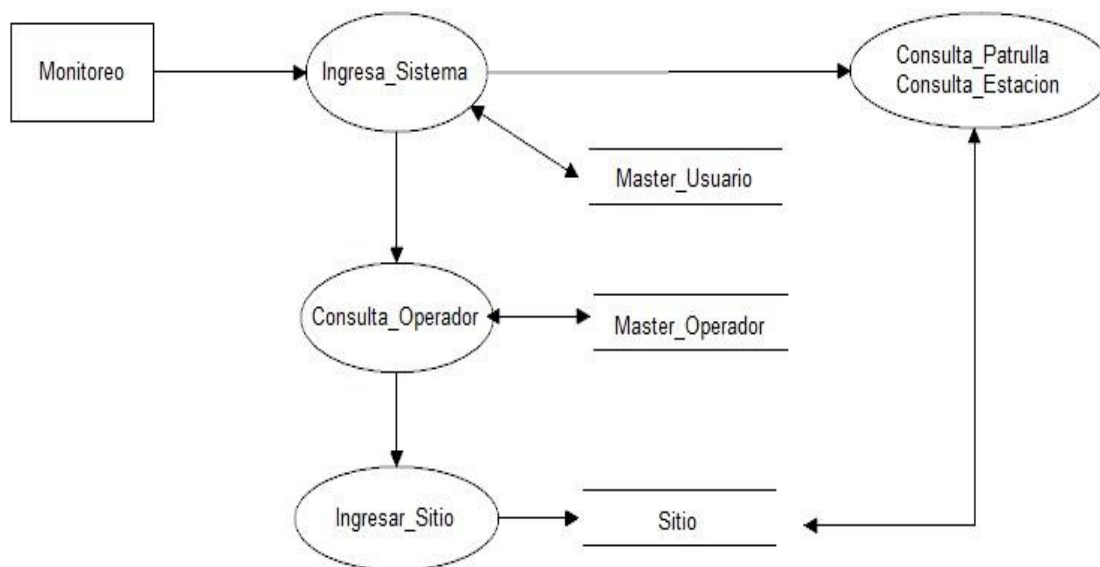 Monitoreo
Ingresa_Sistema
Consulta_Patrulla
Consulta_Estacion
Master_Usuario
Consulta_Operador
Master_Operador
Ingresar_Sitio
Sitio